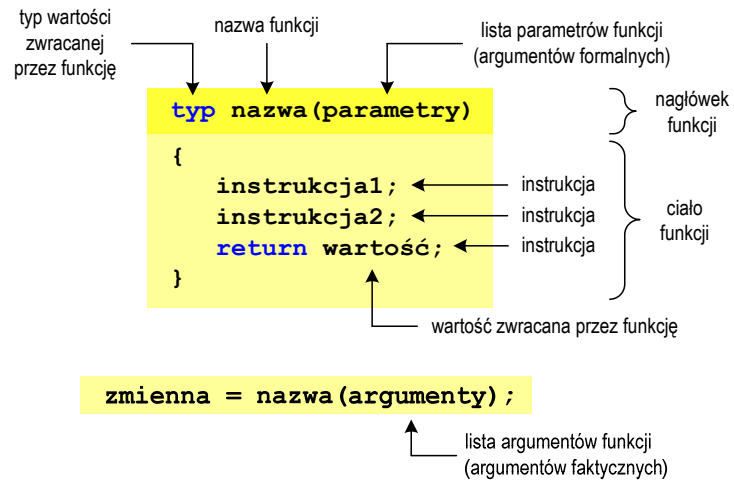 typ wartości
zwracanej
przez funkcję
nazwa funkcji
lista parametrów funkcji
(argumentów formalnych)
typ nazwa(parametry)
nagłówek
funkcji
{
instrukcja1;
instrukcja
instrukcja2;
instrukcja
return wartość;
instrukcja
}
ciało
funkcji
wartość zwracana przez funkcję
zmienna = nazwa(argumenty);
lista argumentów funkcji
(argumentów faktycznych)